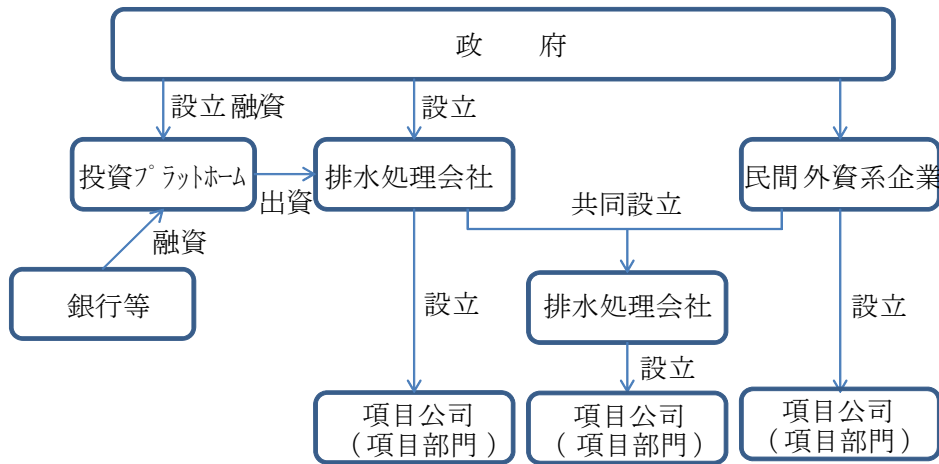 政　　府
設立 融資
設立
投資プラットホーム
出資
排水処理会社
民間 外資系企業
共同設立
融資
銀行等
設立
排水処理会社
設立
設立
項目公司
（項目部門）
項目公司
（項目部門）
項目公司
（項目部門）